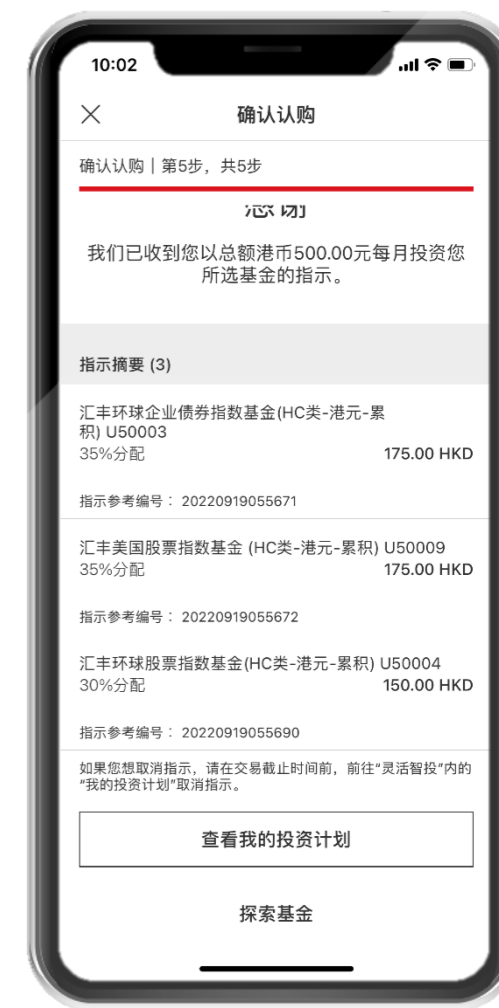 10:02
确认认购
确认认购 | 第5步，共5步
我们已收到您以总额港币500.00元每月投资您
所选基金的指示。
指示摘要 (3)
汇丰环球企业债券指数基金(HC类-港元-累
积) U50003
35%分配 175.00 HKD
指示参考编号： 20220919055671
汇丰美国股票指数基金 (HC类-港元-累积) U50009
35%分配 175.00 HKD
指示参考编号： 20220919055672
汇丰环球股票指数基金(HC类-港元-累积) U50004
30%分配 150.00 HKD
指示参考编号： 20220919055690
如果您想取消指示，请在交易截止时间前，前往“灵活智投”内的
“我的投资计划”取消指示。
查看我的投资计划
探索基金